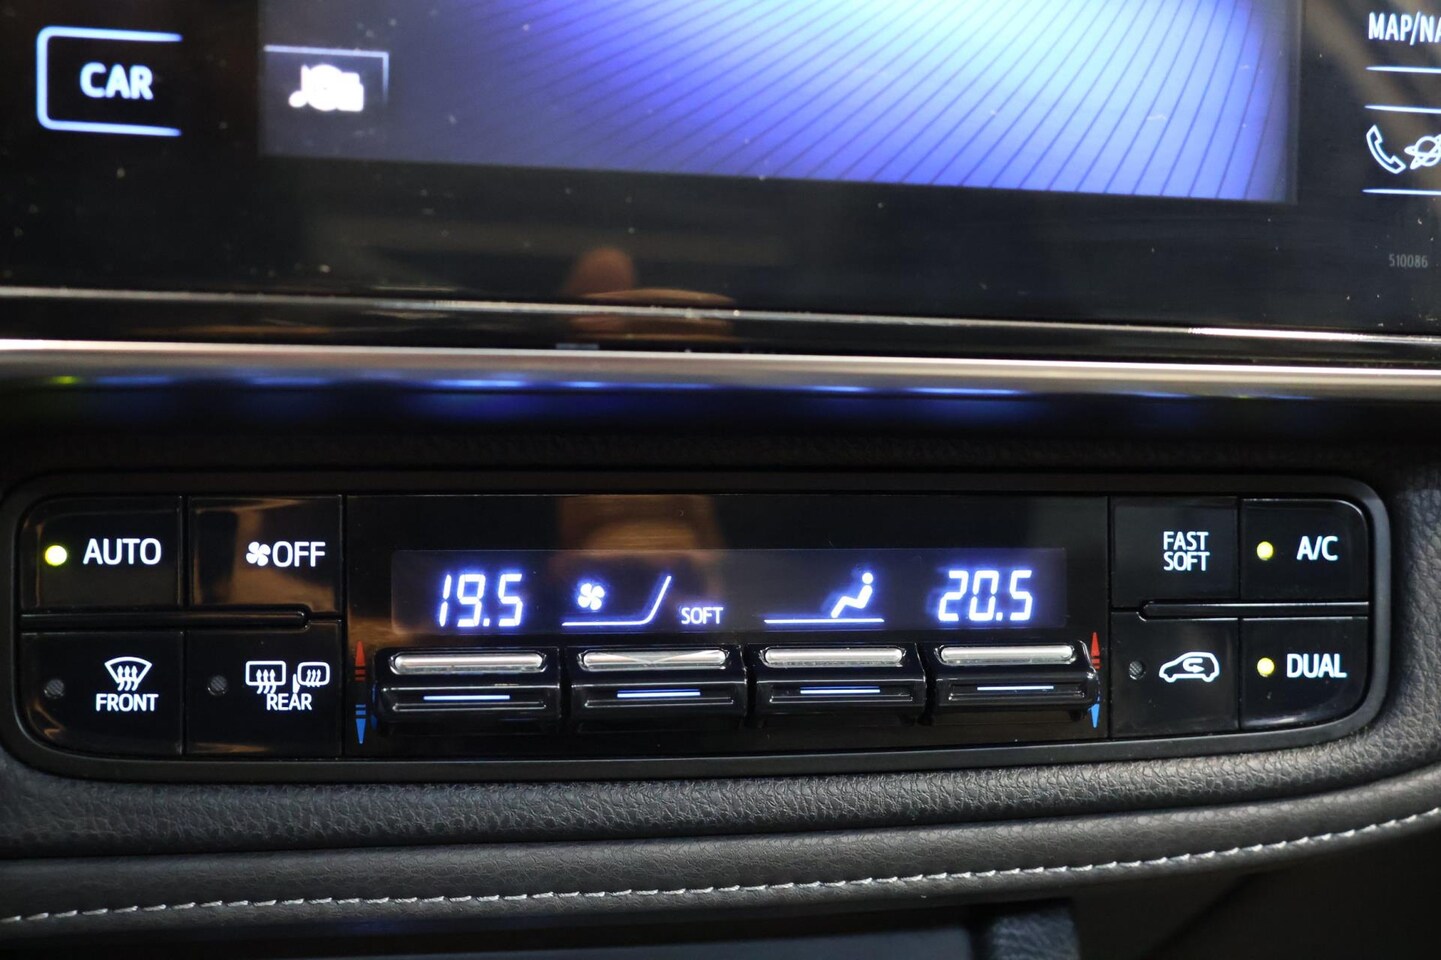 CAR
MAP/NA
510086
AUTO
OFF
19.5
SOFT
20.5
FAST
SOFT
A/C
FRONT
REAR
DUAL